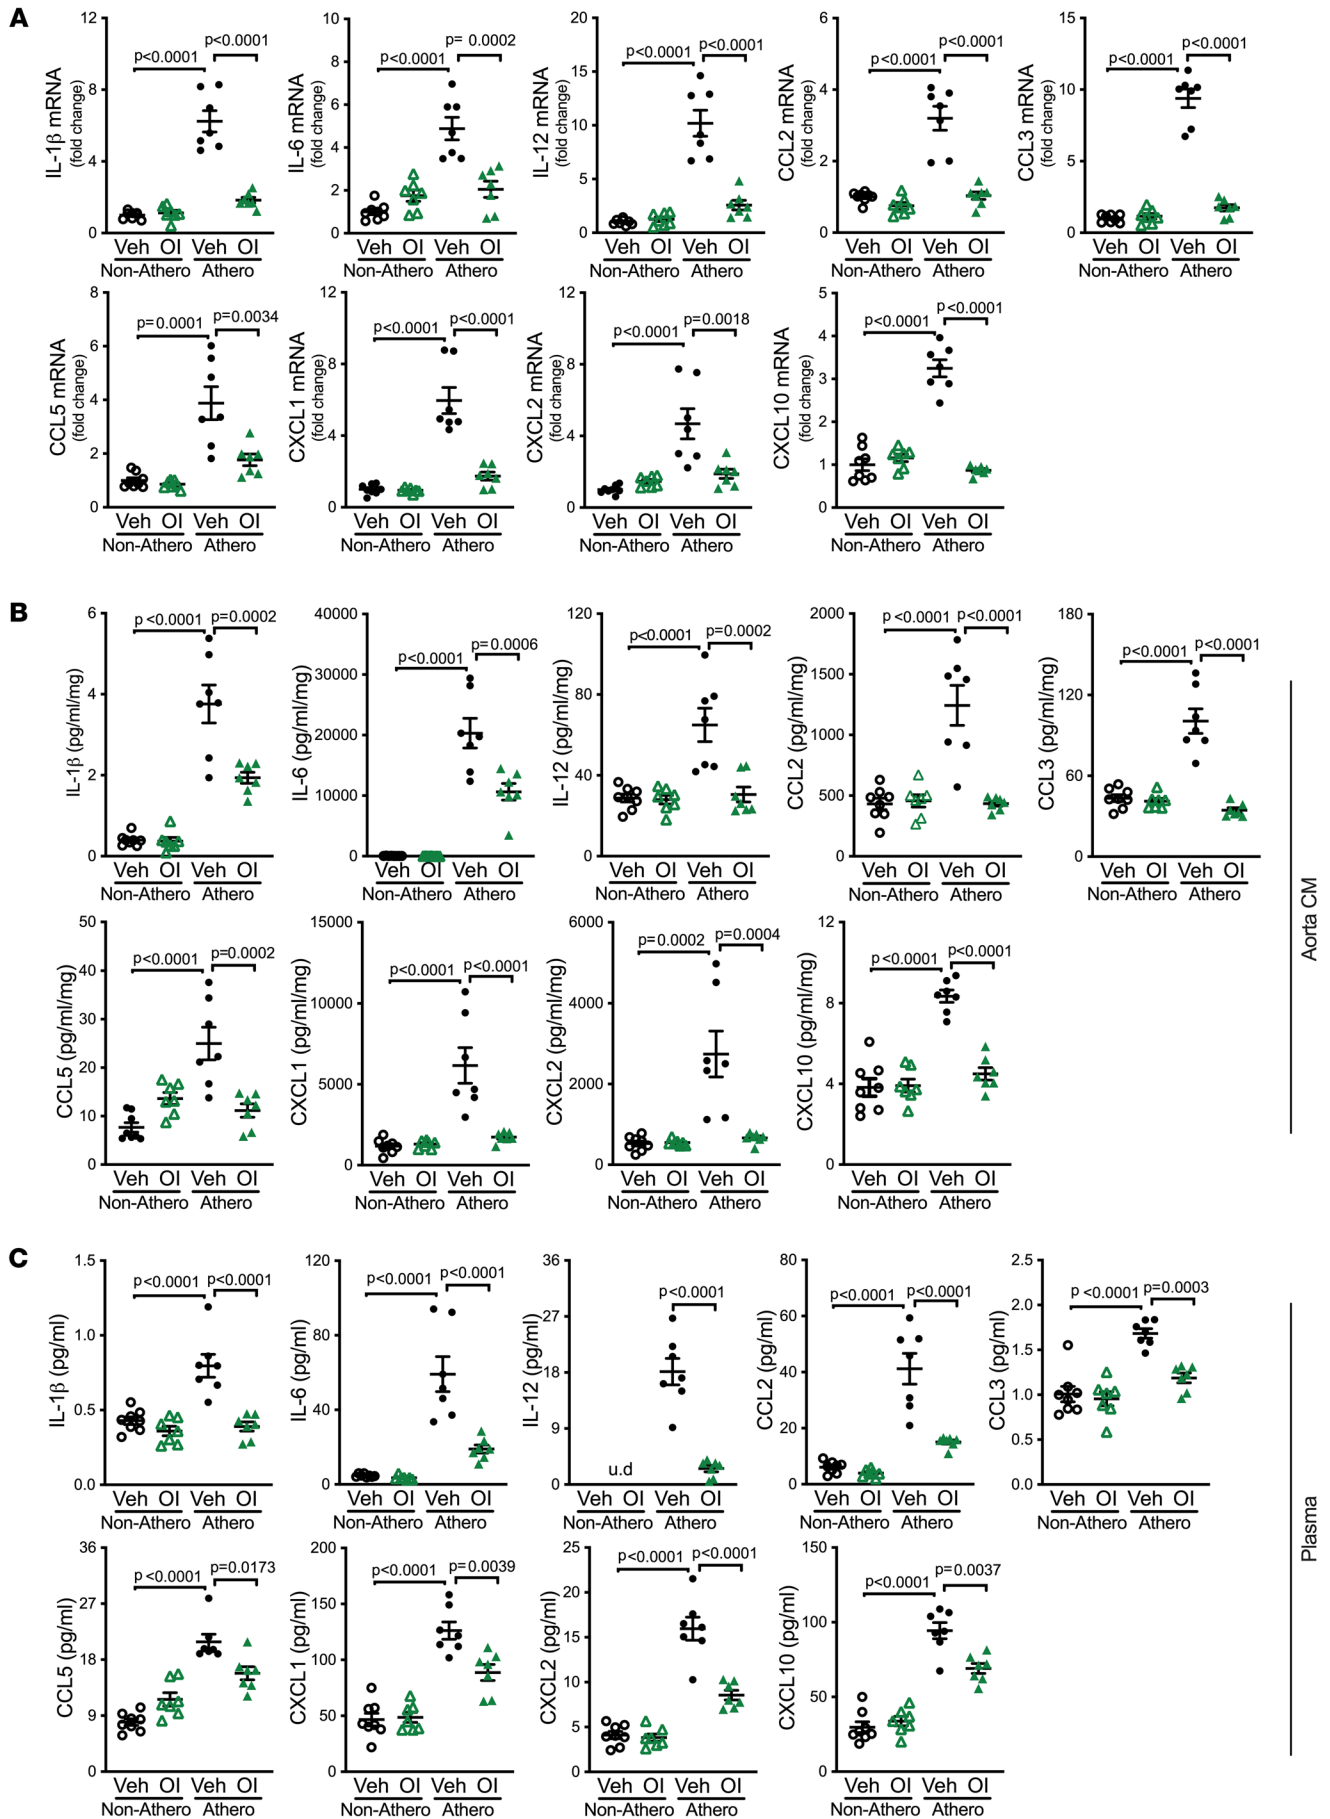 A
IL-1β mRNA
(fold change)
12
8
4
0
p<0.0001
p<0.0001
Veh OI Veh OI
Non-Athero Athero
IL-6 mRNA
(fold change)
10
8
6
4
2
0
p<0.0001
p= 0.0002
Veh OI Veh OI
Non-Athero Athero
IL-12 mRNA
(fold change)
20
15
10
5
0
p<0.0001
p<0.0001
Veh OI Veh OI
Non-Athero Athero
CCL2 mRNA
(fold change)
6
4
2
0
p<0.0001
p<0.0001
Veh OI Veh OI
Non-Athero Athero
CCL3 mRNA
(fold change)
15
10
5
0
p<0.0001
p<0.0001
Veh OI Veh OI
Non-Athero Athero
CCL5 mRNA
(fold change)
8
6
4
2
0
p=0.0001
p=0.0034
Veh OI Veh OI
Non-Athero Athero
CXCL1 mRNA
(fold change)
12
8
4
0
p<0.0001
p<0.0001
Veh OI Veh OI
Non-Athero Athero
CXCL2 mRNA
(fold change)
12
8
4
0
p<0.0001
p=0.0018
Veh OI Veh OI
Non-Athero Athero
CXCL10 mRNA
(fold change)
5
4
3
2
1
0
p<0.0001
p<0.0001
Veh OI Veh OI
Non-Athero Athero
B
IL-1β (pg/ml/mg)
6
4
2
0
p<0.0001
p=0.0002
Veh OI Veh OI
Non-Athero Athero
IL-6 (pg/ml/mg)
40000
30000
20000
10000
0
p<0.0001
p=0.0006
Veh OI Veh OI
Non-Athero Athero
IL-12 (pg/ml/mg)
120
80
40
0
p<0.0001
p=0.0002
Veh OI Veh OI
Non-Athero Athero
CCL2 (pg/ml/mg)
2000
1500
1000
500
0
p<0.0001
p<0.0001
Veh OI Veh OI
Non-Athero Athero
CCL3 (pg/ml/mg)
180
120
60
0
p<0.0001
p<0.0001
Veh OI Veh OI
Non-Athero Athero
CCL5 (pg/ml/mg)
50
40
30
20
10
0
p<0.0001
p=0.0002
Veh OI Veh OI
Non-Athero Athero
CXCL1 (pg/ml/mg)
15000
10000
5000
0
p<0.0001
p<0.0001
Veh OI Veh OI
Non-Athero Athero
CXCL2 (pg/ml/mg)
6000
4000
2000
0
p=0.0002
p=0.0004
Veh OI Veh OI
Non-Athero Athero
CXCL10 (pg/ml/mg)
12
8
4
0
p<0.0001
p<0.0001
Veh OI Veh OI
Non-Athero Athero
Aorta CM
C
IL-1β (pg/ml)
1.5
1.0
0.5
0.0
p<0.0001
p<0.0001
Veh OI Veh OI
Non-Athero Athero
IL-6 (pg/ml)
120
80
40
0
p<0.0001
p<0.0001
Veh OI Veh OI
Non-Athero Athero
IL-12 (pg/ml)
36
27
18
9
0
p<0.0001
u.d
Veh OI Veh OI
Non-Athero Athero
CCL2 (pg/ml)
80
60
40
20
0
p<0.0001
p<0.0001
Veh OI Veh OI
Non-Athero Athero
CCL3 (pg/ml)
2.5
2.0
1.5
1.0
0.5
0.0
p <0.0001
p=0.0003
Veh OI Veh OI
Non-Athero Athero
CCL5 (pg/ml)
36
27
18
9
0
p<0.0001
p=0.0173
Veh OI Veh OI
Non-Athero Athero
CXCL1 (pg/ml)
200
150
100
50
0
p<0.0001
p=0.0039
Veh OI Veh OI
Non-Athero Athero
CXCL2 (pg/ml)
25
20
15
10
5
0
p<0.0001
p<0.0001
Veh OI Veh OI
Non-Athero Athero
CXCL10 (pg/ml)
150
100
50
0
p<0.0001
p=0.0037
Veh OI Veh OI
Non-Athero Athero
Plasma